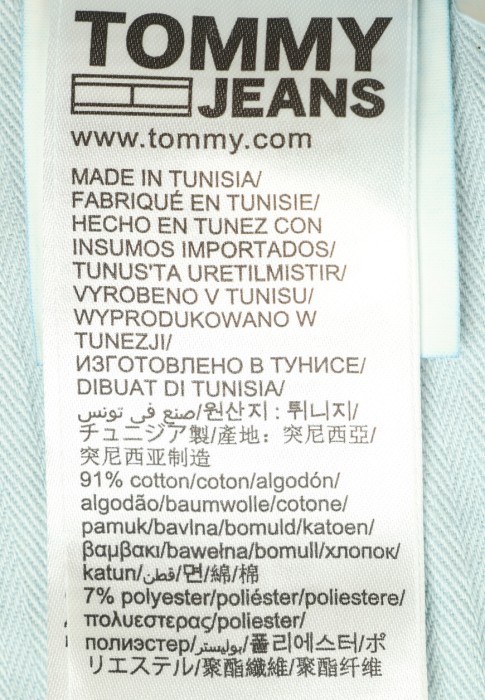 TOMMY
JEANS
www.tommy.com
MADE IN TUNISIA/
FABRIQUÉ EN TUNISIE/
HECHO EN TUNEZ CON
INSUMOS IMPORTADOS/
TUNUS'TA URETILMISTIR/
VYROBENO V TUNISU/
WYPRODUKOWANO W
TUNEZJI/
ИЗГОТОВЛЕНО В ТУНИСЕ/
DIBUAT DI TUNISIA/
صنع في تونس/원산지 : 튀니지/
チュニジア製/產地：突尼西亞/
突尼西亚制造
91% cotton/coton/algodón/
algodão/baumwolle/cotone/
pamuk/bavlna/bomuld/katoen/
βαμβακι/bawełna/bomull/хлопок/
katun/قطن/면/綿/棉
7% polyester/poliéster/poliestere/
πολυεστερας/poliester/
полиэстер/بوليستر/폴리에스터/ポ
リエステル/聚酯纖維/聚酯纤维